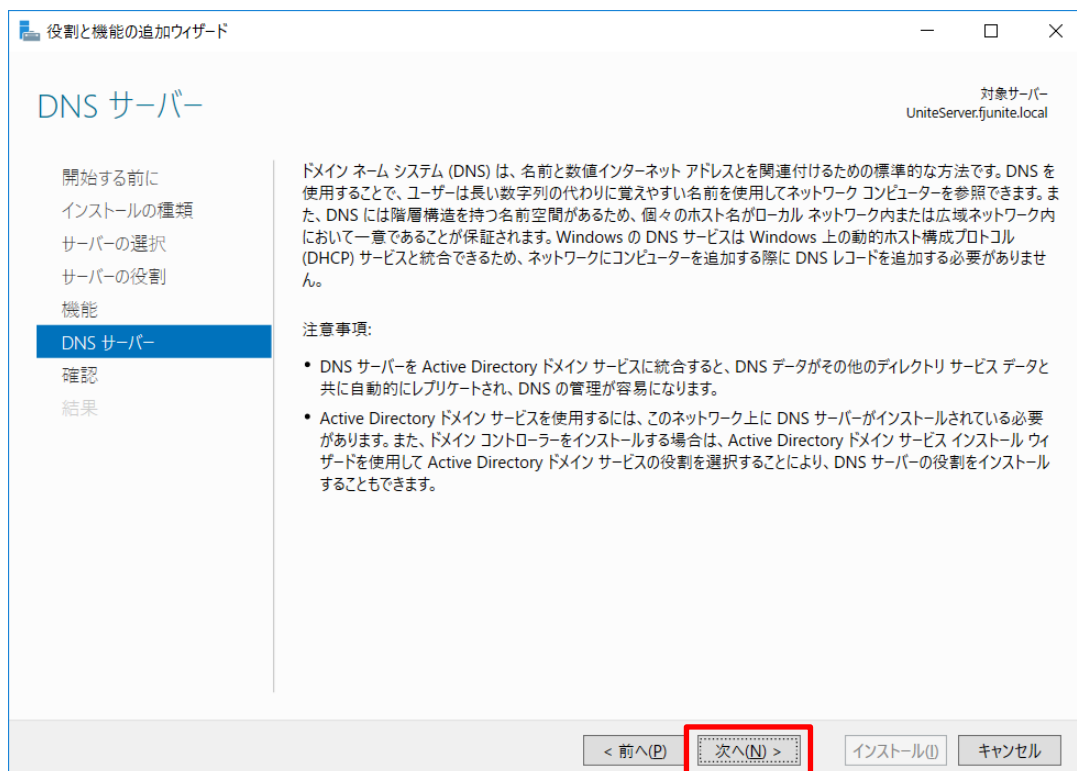 役割と機能の追加ウィザード
DNS サーバー
対象サーバー
UniteServer.fjunite.local
開始する前に
インストールの種類
サーバーの選択
サーバーの役割
機能
DNS サーバー
確認
結果
ドメイン ネーム システム (DNS) は、名前と数値インターネット アドレスとを関連付けるための標準的な方法です。DNS を
使用することで、ユーザーは長い数字列の代わりに覚えやすい名前を使用してネットワーク コンピューターを参照できます。ま
た、DNS には階層構造を持つ名前空間があるため、個々のホスト名がローカル ネットワーク内または広域ネットワーク内
において一意であることが保証されます。Windows の DNS サービスは Windows 上の動的ホスト構成プロトコル
(DHCP) サービスと統合できるため、ネットワークにコンピューターを追加する際に DNS レコードを追加する必要がありませ
ん。
注意事項:
• DNS サーバーを Active Directory ドメイン サービスに統合すると、DNS データがその他のディレクトリ サービス データと
共に自動的にレプリケートされ、DNS の管理が容易になります。
• Active Directory ドメイン サービスを使用するには、このネットワーク上に DNS サーバーがインストールされている必要
があります。また、ドメイン コントローラーをインストールする場合は、Active Directory ドメイン サービス インストール ウィ
ザードを使用して Active Directory ドメイン サービスの役割を選択することにより、DNS サーバーの役割をインストール
することもできます。
< 前へ(P)
次へ(N) >
インストール(I)
キャンセル